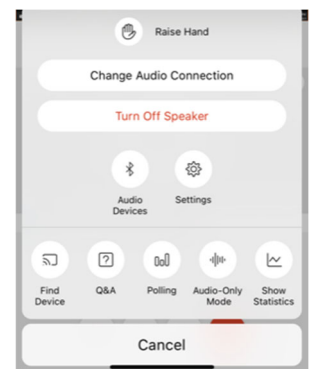 Raise Hand
Change Audio Connection
Turn Off Speaker
Audio
Devices
Settings
Find
Device
Q&A
Polling
Audio-Only
Mode
Show
Statistics
Cancel